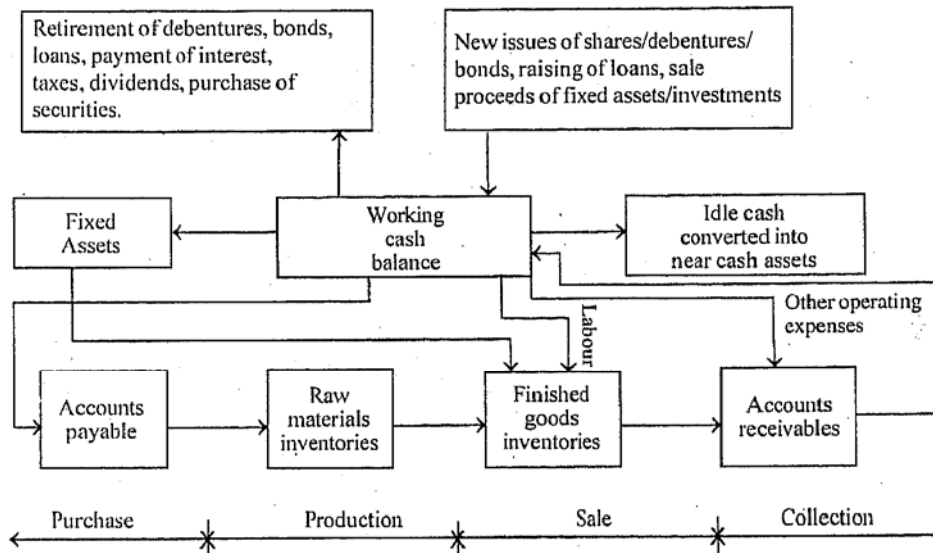 Retirement of debentures, bonds,
loans, payment of interest,
taxes, dividends, purchase of
securities.
New issues of shares/debentures/
bonds, raising of loans, sale
proceeds of fixed assets/investments
Fixed
Assets
Working
cash
balance
Idle cash
converted into
near cash assets
Labour
Other operating
expenses
Accounts
payable
Raw
materials
inventories
Finished
goods
inventories
Accounts
receivables
Purchase
Production
Sale
Collection